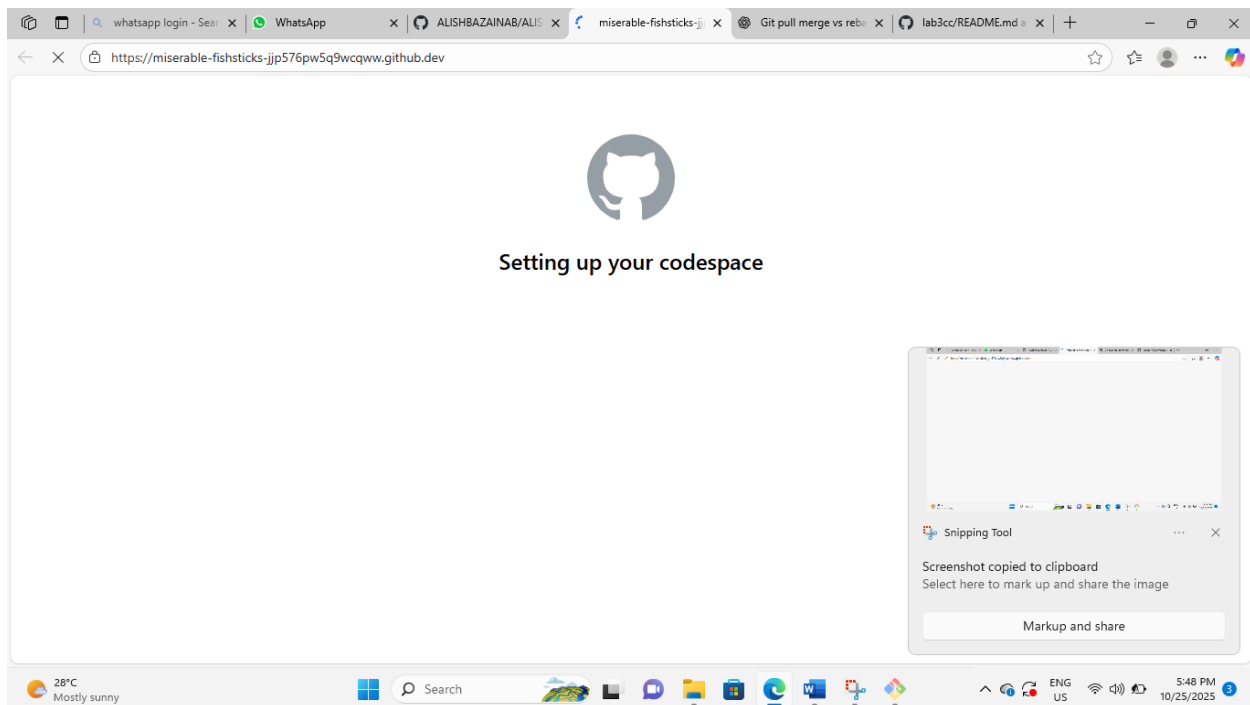 whatsapp login - Sear
WhatsApp
ALISHBAZAINAB/ALIS
miserable-fishsticks-jj
Git pull merge vs reba
lab3cc/README.md a
https://miserable-fishsticks-jjp576pw5q9wcqww.github.dev
Setting up your codespace
Snipping Tool
Screenshot copied to clipboard
Select here to mark up and share the image
Markup and share
28°C
Mostly sunny
Search
ENG
US
5:48 PM
10/25/2025
3